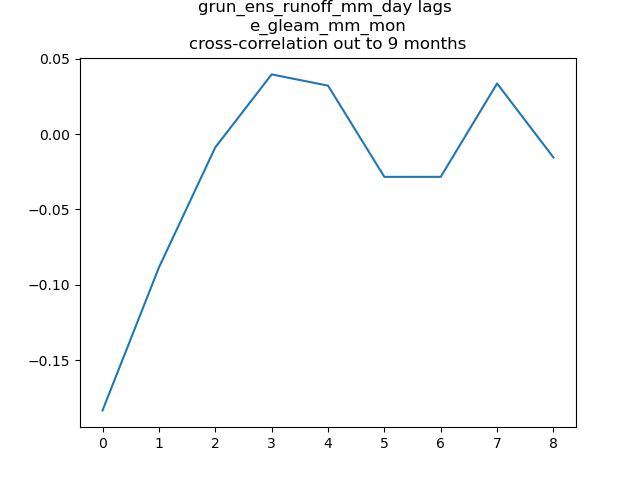 grun_ens_runoff_mm_day lags
e_gleam_mm_mon
cross-correlation out to 9 months
0.05
0.00
−0.05
−0.10
−0.15
0 1 2 3 4 5 6 7 8